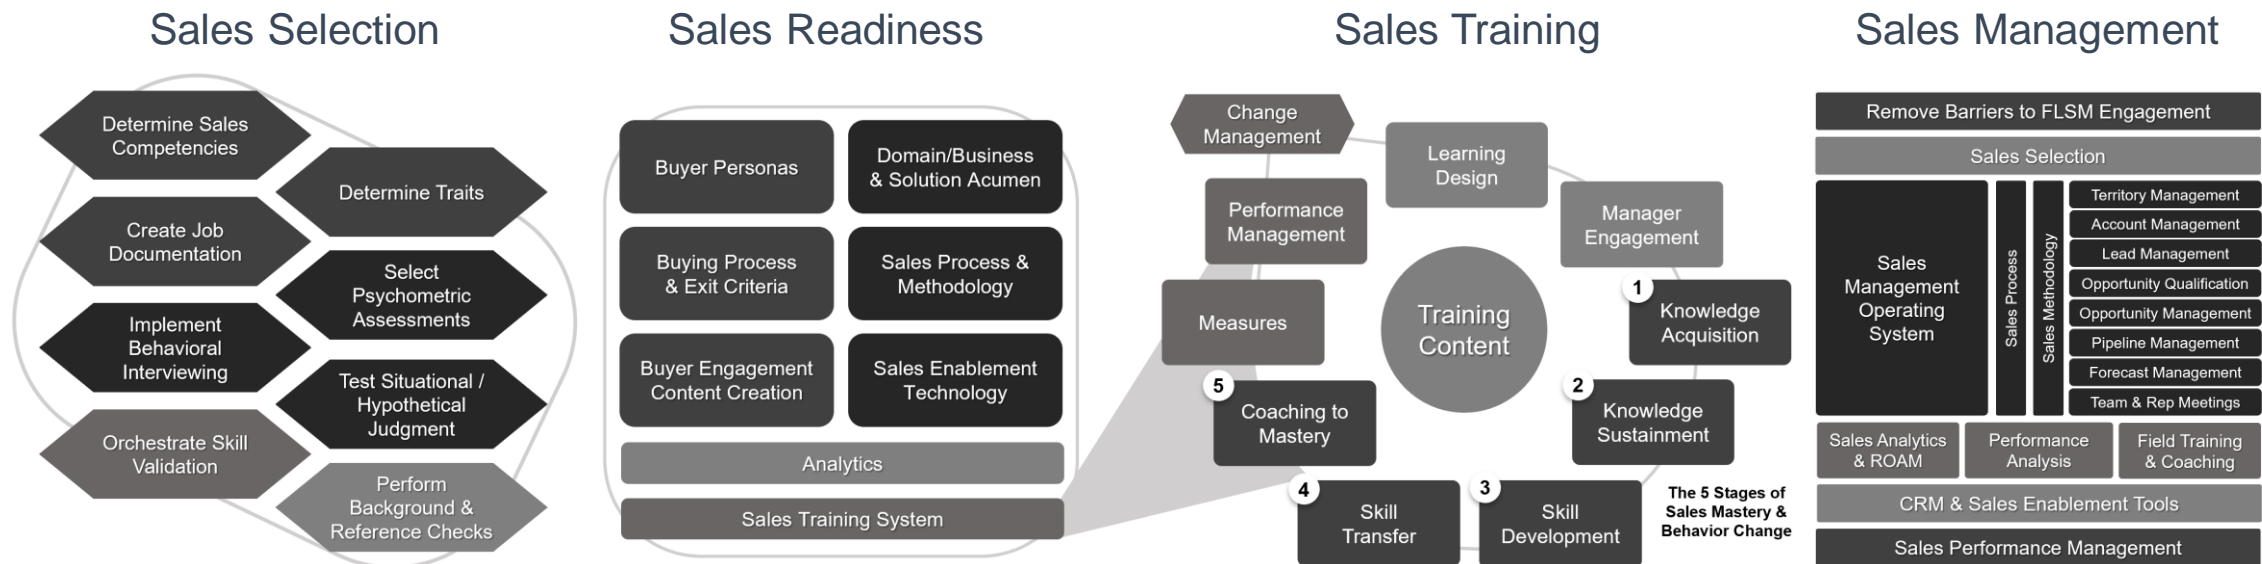 Sales Selection
Determine Sales
Competencies
Determine Traits
Create Job
Documentation
Select
Psychometric
Assessments
Implement
Behavioral
Interviewing
Test Situational /
Hypothetical
Judgment
Orchestrate Skill
Validation
Perform
Background &
Reference Checks
Sales Readiness
Buyer Personas
Domain/Business
& Solution Acumen
Buying Process
& Exit Criteria
Sales Process &
Methodology
Buyer Engagement
Content Creation
Sales Enablement
Technology
Analytics
Sales Training System
Sales Training
Change
Management
Learning
Design
Performance
Management
Manager
Engagement
Measures
Training
Content
1
Knowledge
Acquisition
2
Knowledge
Sustainment
3
Skill
Development
4
Skill
Transfer
5
Coaching to
Mastery
The 5 Stages of
Sales Mastery &
Behavior Change
Sales Management
Remove Barriers to FLSM Engagement
Sales Selection
Sales
Management
Operating
System
Sales Process
Sales Methodology
Territory Management
Account Management
Lead Management
Opportunity Qualification
Opportunity Management
Pipeline Management
Forecast Management
Team & Rep Meetings
Sales Analytics
& ROAM
Performance
Analysis
Field Training
& Coaching
CRM & Sales Enablement Tools
Sales Performance Management